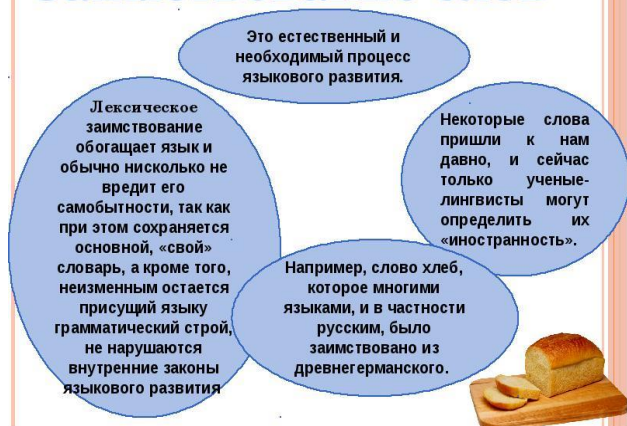 Это естественный и
необходимый процесс
языкового развития.
Лексическое
заимствование
обогащает язык и
обычно нисколько не
вредит его
самобытности, так как
при этом сохраняется
основной, «свой»
словарь, а кроме того,
неизменным остается
присущий языку
грамматический строй,
не нарушаются
внутренние законы
языкового развития
Некоторые слова
пришли к нам
давно, и сейчас
только ученые-
лингвисты могут
определить их
«иностранность».
Например, слово хлеб,
которое многими
языками, и в частности
русским, было
заимствовано из
древнегерманского.